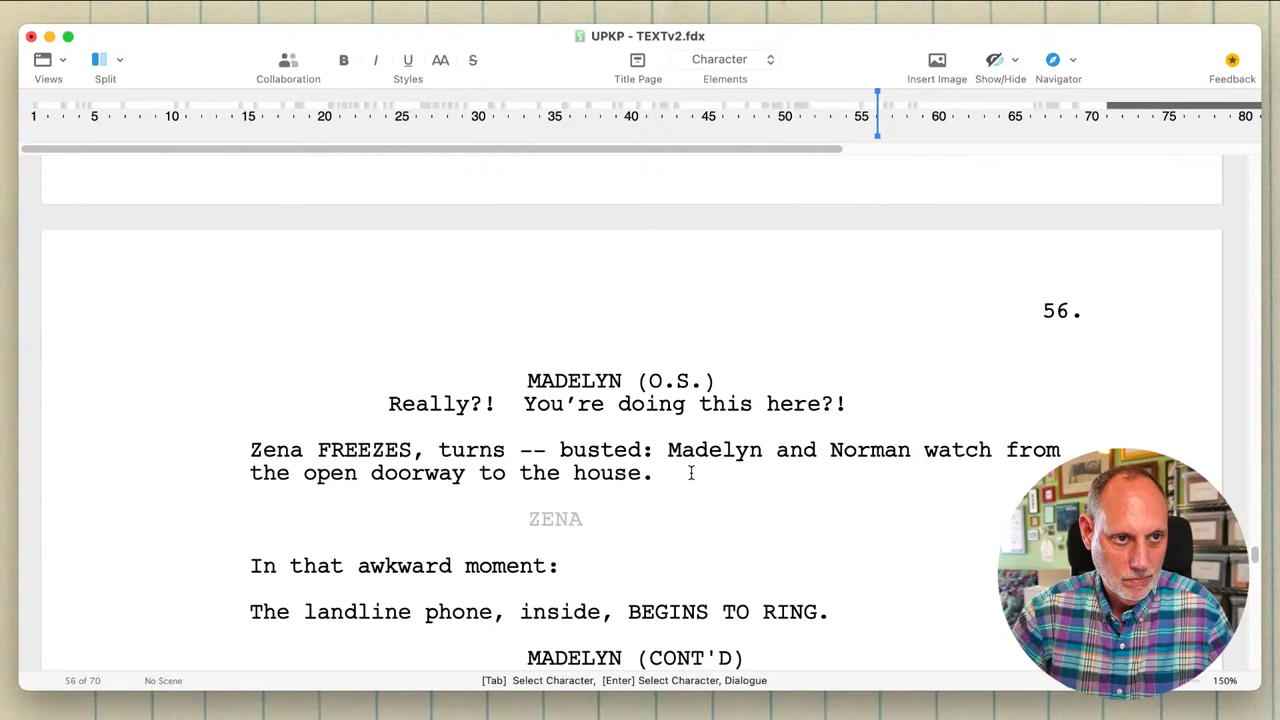 UPKP - TEXTv2.fdx
Views
Split
Collaboration
B I U AA S
Styles
Title Page
Character
Elements
Insert Image
Show/Hide
Navigator
Feedback
1 5 10 15 20 25 30 35 40 45 50 55 60 65 70 75 80
56.
MADELYN (O.S.)
Really?!  You’re doing this here?!
Zena FREEZES, turns -- busted: Madelyn and Norman watch from
the open doorway to the house.
ZENA
In that awkward moment:
The landline phone, inside, BEGINS TO RING.
MADELYN (CONT'D)
56 of 70
No Scene
[Tab]  Select Character,  [Enter] Select Character, Dialogue
150%